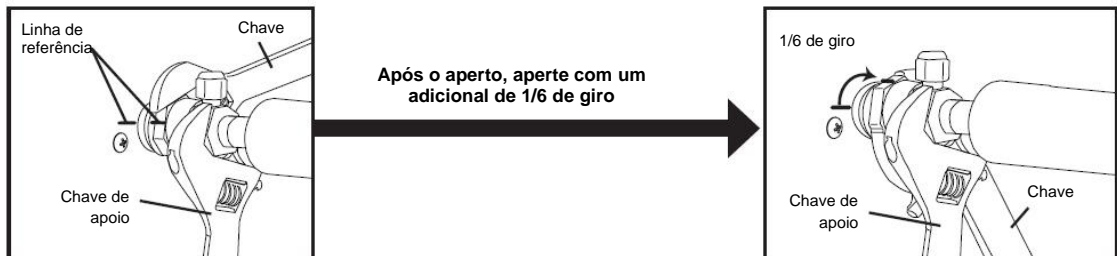 Linha de
referência
Chave
Chave de
apoio
Após o aperto, aperte com um
adicional de 1/6 de giro
1/6 de giro
Chave de
apoio
Chave